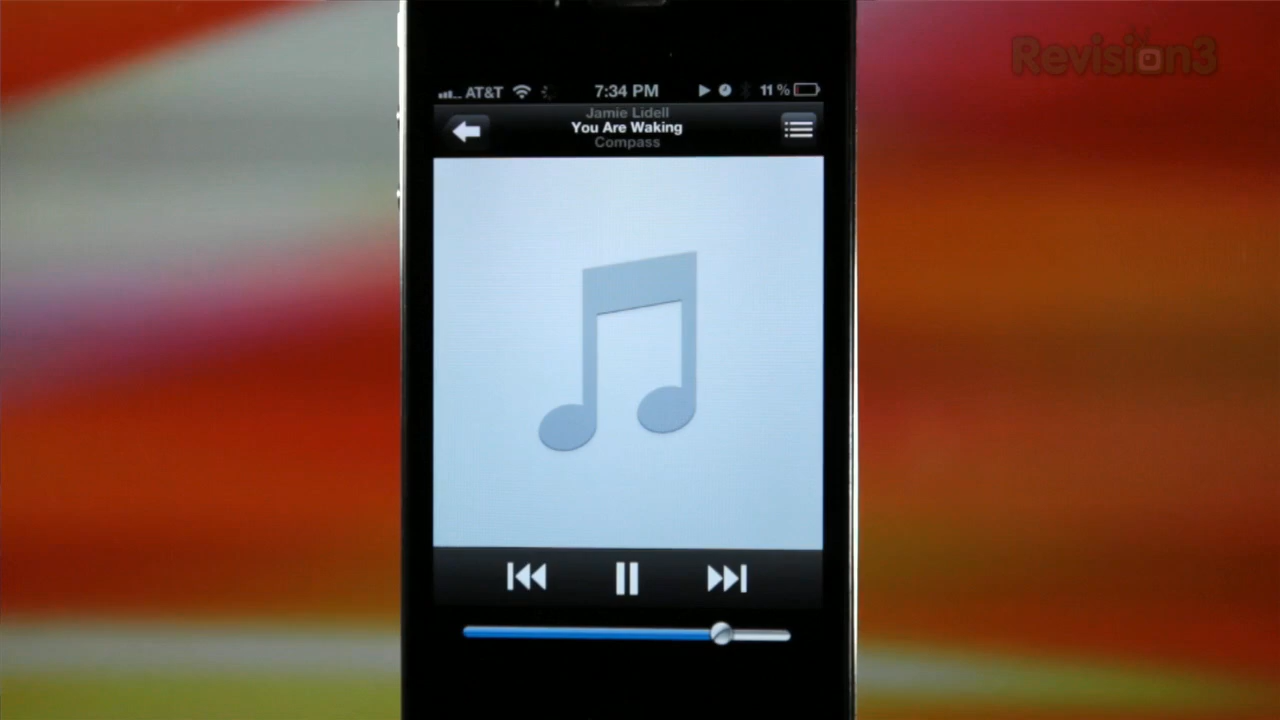 Revision3
AT&T 7:34 PM 11 %
Jamie Lidell
You Are Waking
Compass